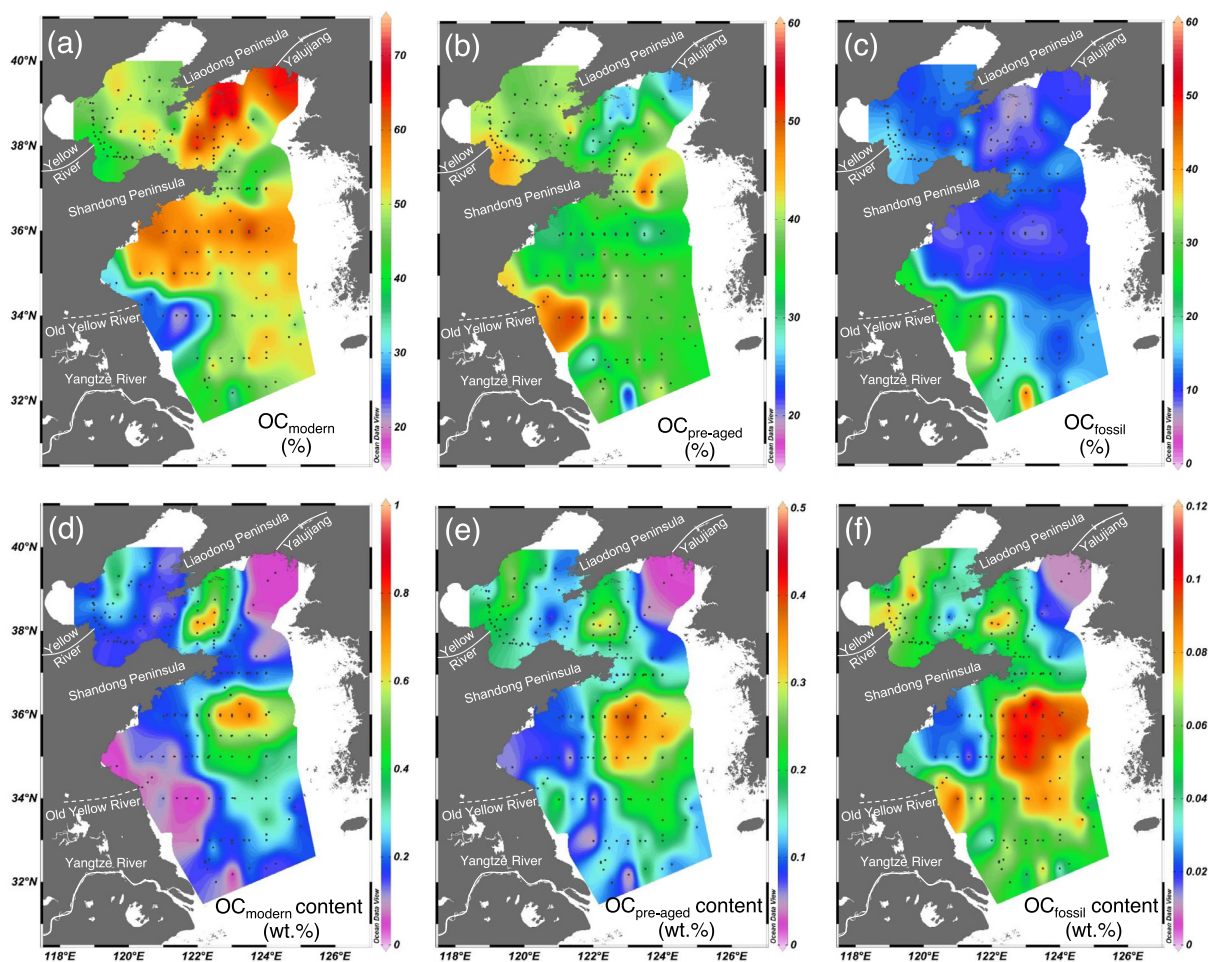 (a)
Liaodong Peninsula
Yalujiang
Yellow
River
Shandong Peninsula
Old Yellow River
Yangtze River
OCmodern
(%)
40°N
38°N
36°N
34°N
32°N
70
60
50
40
30
20
Ocean Data View
(b)
Liaodong Peninsula
Yalujiang
Yellow
River
Shandong Peninsula
Old Yellow River
Yangtze River
OCpre-aged
(%)
60
50
40
30
20
Ocean Data View
(c)
Liaodong Peninsula
Yalujiang
Yellow
River
Shandong Peninsula
Old Yellow River
Yangtze River
OCfossil
(%)
60
50
40
30
20
10
0
Ocean Data View
(d)
Liaodong Peninsula
Yalujiang
Yellow
River
Shandong Peninsula
Old Yellow River
Yangtze River
OCmodern content
(wt.%)
40°N
38°N
36°N
34°N
32°N
118°E 120°E 122°E 124°E 126°E
1
0.8
0.6
0.4
0.2
0
Ocean Data View
(e)
Liaodong Peninsula
Yalujiang
Yellow
River
Shandong Peninsula
Old Yellow River
Yangtze River
OCpre-aged content
(wt.%)
118°E 120°E 122°E 124°E 126°E
0.5
0.4
0.3
0.2
0.1
0
Ocean Data View
(f)
Liaodong Peninsula
Yalujiang
Yellow
River
Shandong Peninsula
Old Yellow River
Yangtze River
OCfossil content
(wt.%)
118°E 120°E 122°E 124°E 126°E
0.12
0.1
0.08
0.06
0.04
0.02
0
Ocean Data View